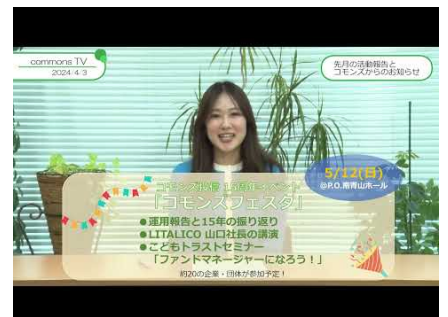 commons TV
2024/4/3
先月の活動報告と
コモンズからのお知らせ
5/12(日)
@P.O.南青山ホール
コモンズ投信 15周年イベント
「コモンズフェスタ」
●運用報告と15年の振り返り
●LITALICO 山口社長の講演
●こどもトラストセミナー
「ファンドマネージャーになろう！」
約20の企業・団体が参加予定！